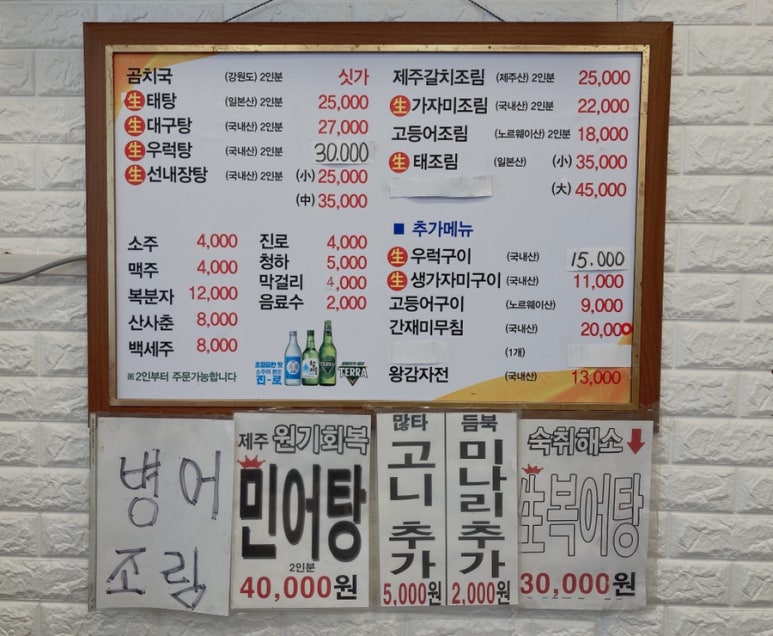 곰치국 (강원도) 2인분 싯가
生 태탕 (일본산) 2인분 25,000
生 대구탕 (국내산) 2인분 27,000
生 우럭탕 (국내산) 2인분 30.000
生 선내장탕 (국내산) 2인분 (小) 25,000
(中) 35,000
제주갈치조림 (제주산) 2인분 25,000
生 가자미조림 (국내산) 2인분 22,000
고등어조림 (노르웨이산) 2인분 18,000
生 태조림 (일본산) (小) 35,000
(大) 45,000
소주 4,000
맥주 4,000
복분자 12,000
산사춘 8,000
백세주 8,000
※ 2인부터 주문가능합니다
진로 4,000
청하 5,000
막걸리 4,000
음료수 2,000
진-로
TERRA
■ 추가메뉴
生 우럭구이 (국내산) 15.000
生 생가자미구이 (국내산) 11,000
고등어구이 (노르웨이산) 9,000
간재미무침 (국내산) 20,000
(1개)
왕감자전 (국내산) 13,000
병어
조림
제주 원기회복
민어탕
2인분
40,000원
많타
고니 추가
5,000원
듬북
미나리 추가
2,000원
숙취해소
生복어탕
30,000원